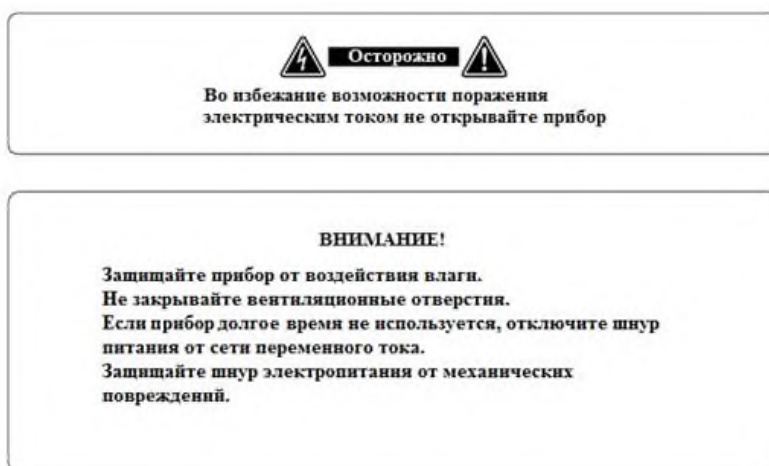 Осторожно
Во избежание возможности поражения
электрическим током не открывайте прибор
ВНИМАНИЕ!
Защищайте прибор от воздействия влаги.
Не закрывайте вентиляционные отверстия.
Если прибор долгое время не используется, отключите шнур
питания от сети переменного тока.
Защищайте шнур электропитания от механических
повреждений.